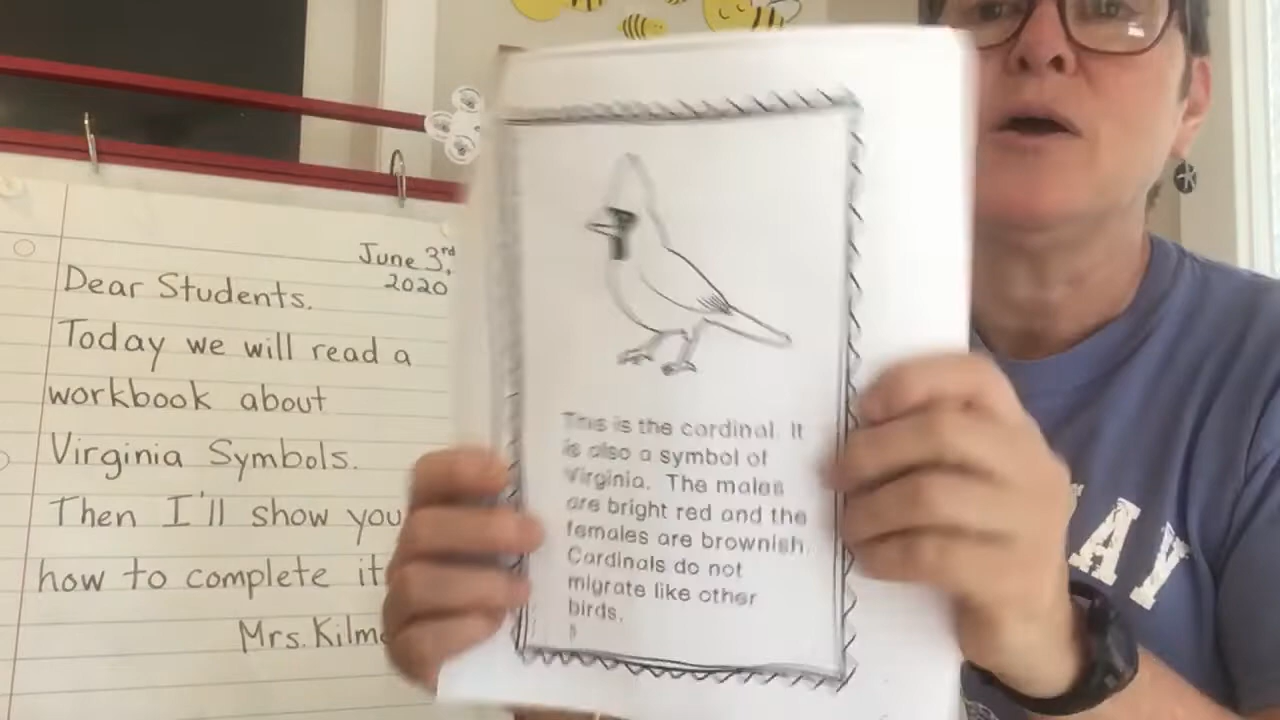 June 3rd,
2020
Dear Students.
Today we will read a
workbook about
Virginia Symbols.
Then I'll show you
how to complete it
Mrs. Kilm
This is the cardinal. It
is also a symbol of
Virginia. The males
are bright red and the
females are brownish.
Cardinals do not
migrate like other
birds.
AY